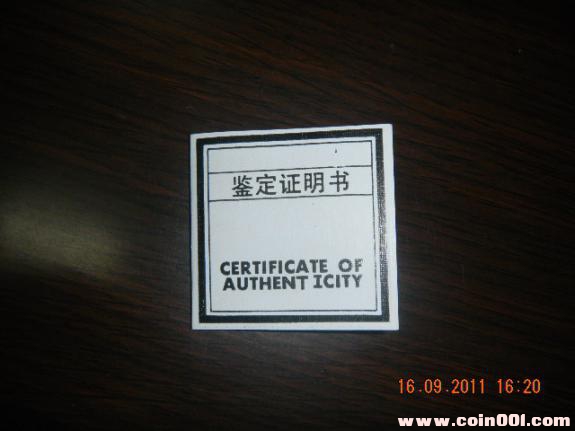 鉴定证明书
CERTIFICATE OF
AUTHENT ICITY
16.09.2011 16:20
www.coin001.com